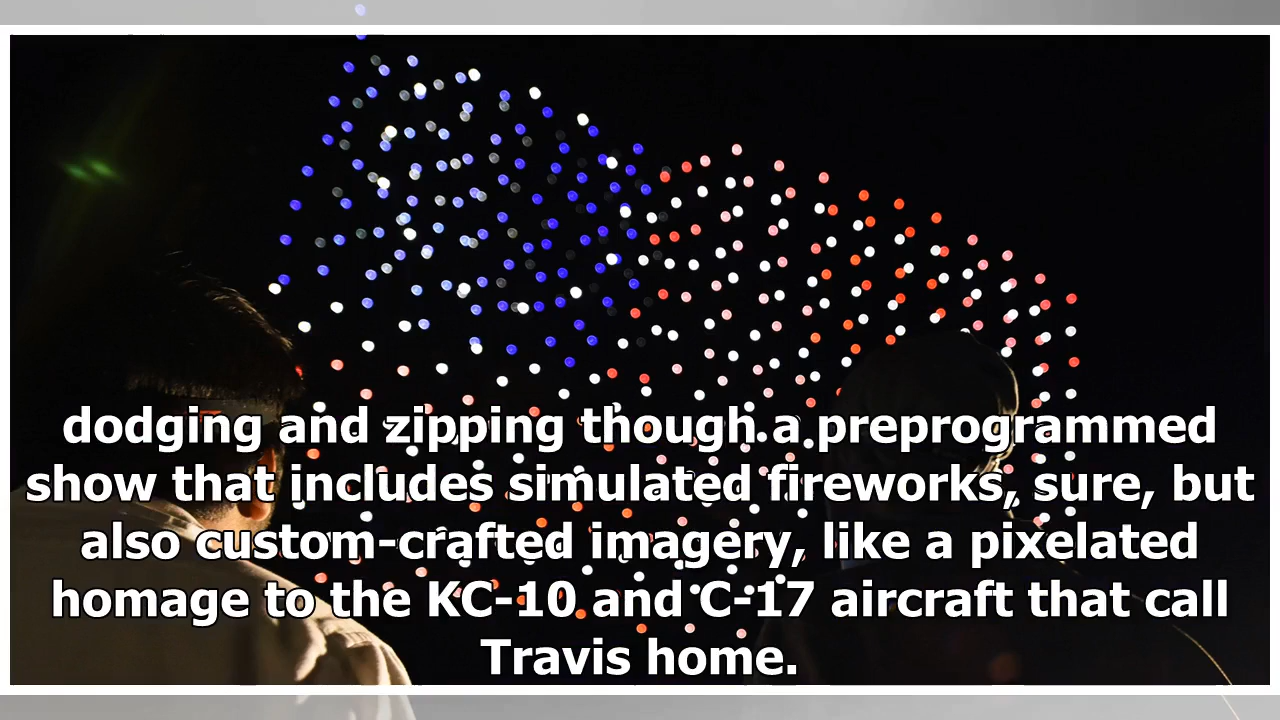 dodging and zipping though a preprogrammed
show that includes simulated fireworks, sure, but
also custom-crafted imagery, like a pixelated
homage to the KC-10 and C-17 aircraft that call
Travis home.